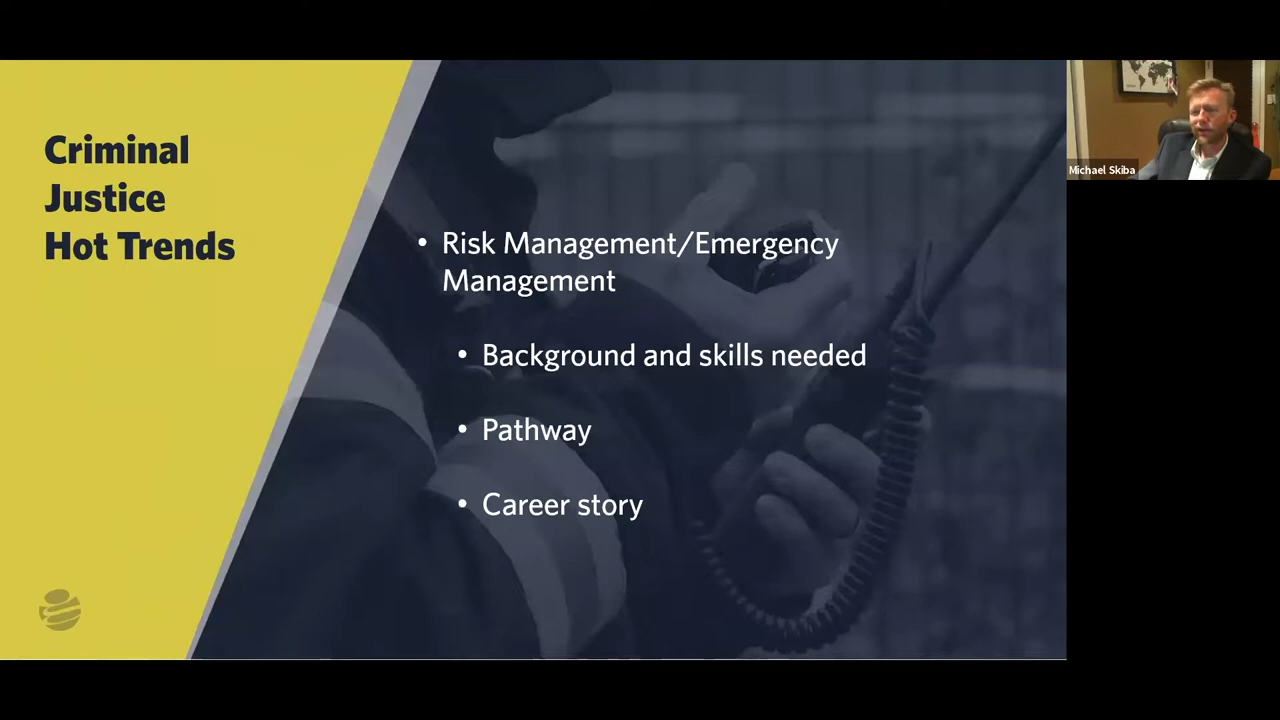 Criminal
Justice
Hot Trends
• Risk Management/Emergency
Management
• Background and skills needed
• Pathway
• Career story
Michael Skiba